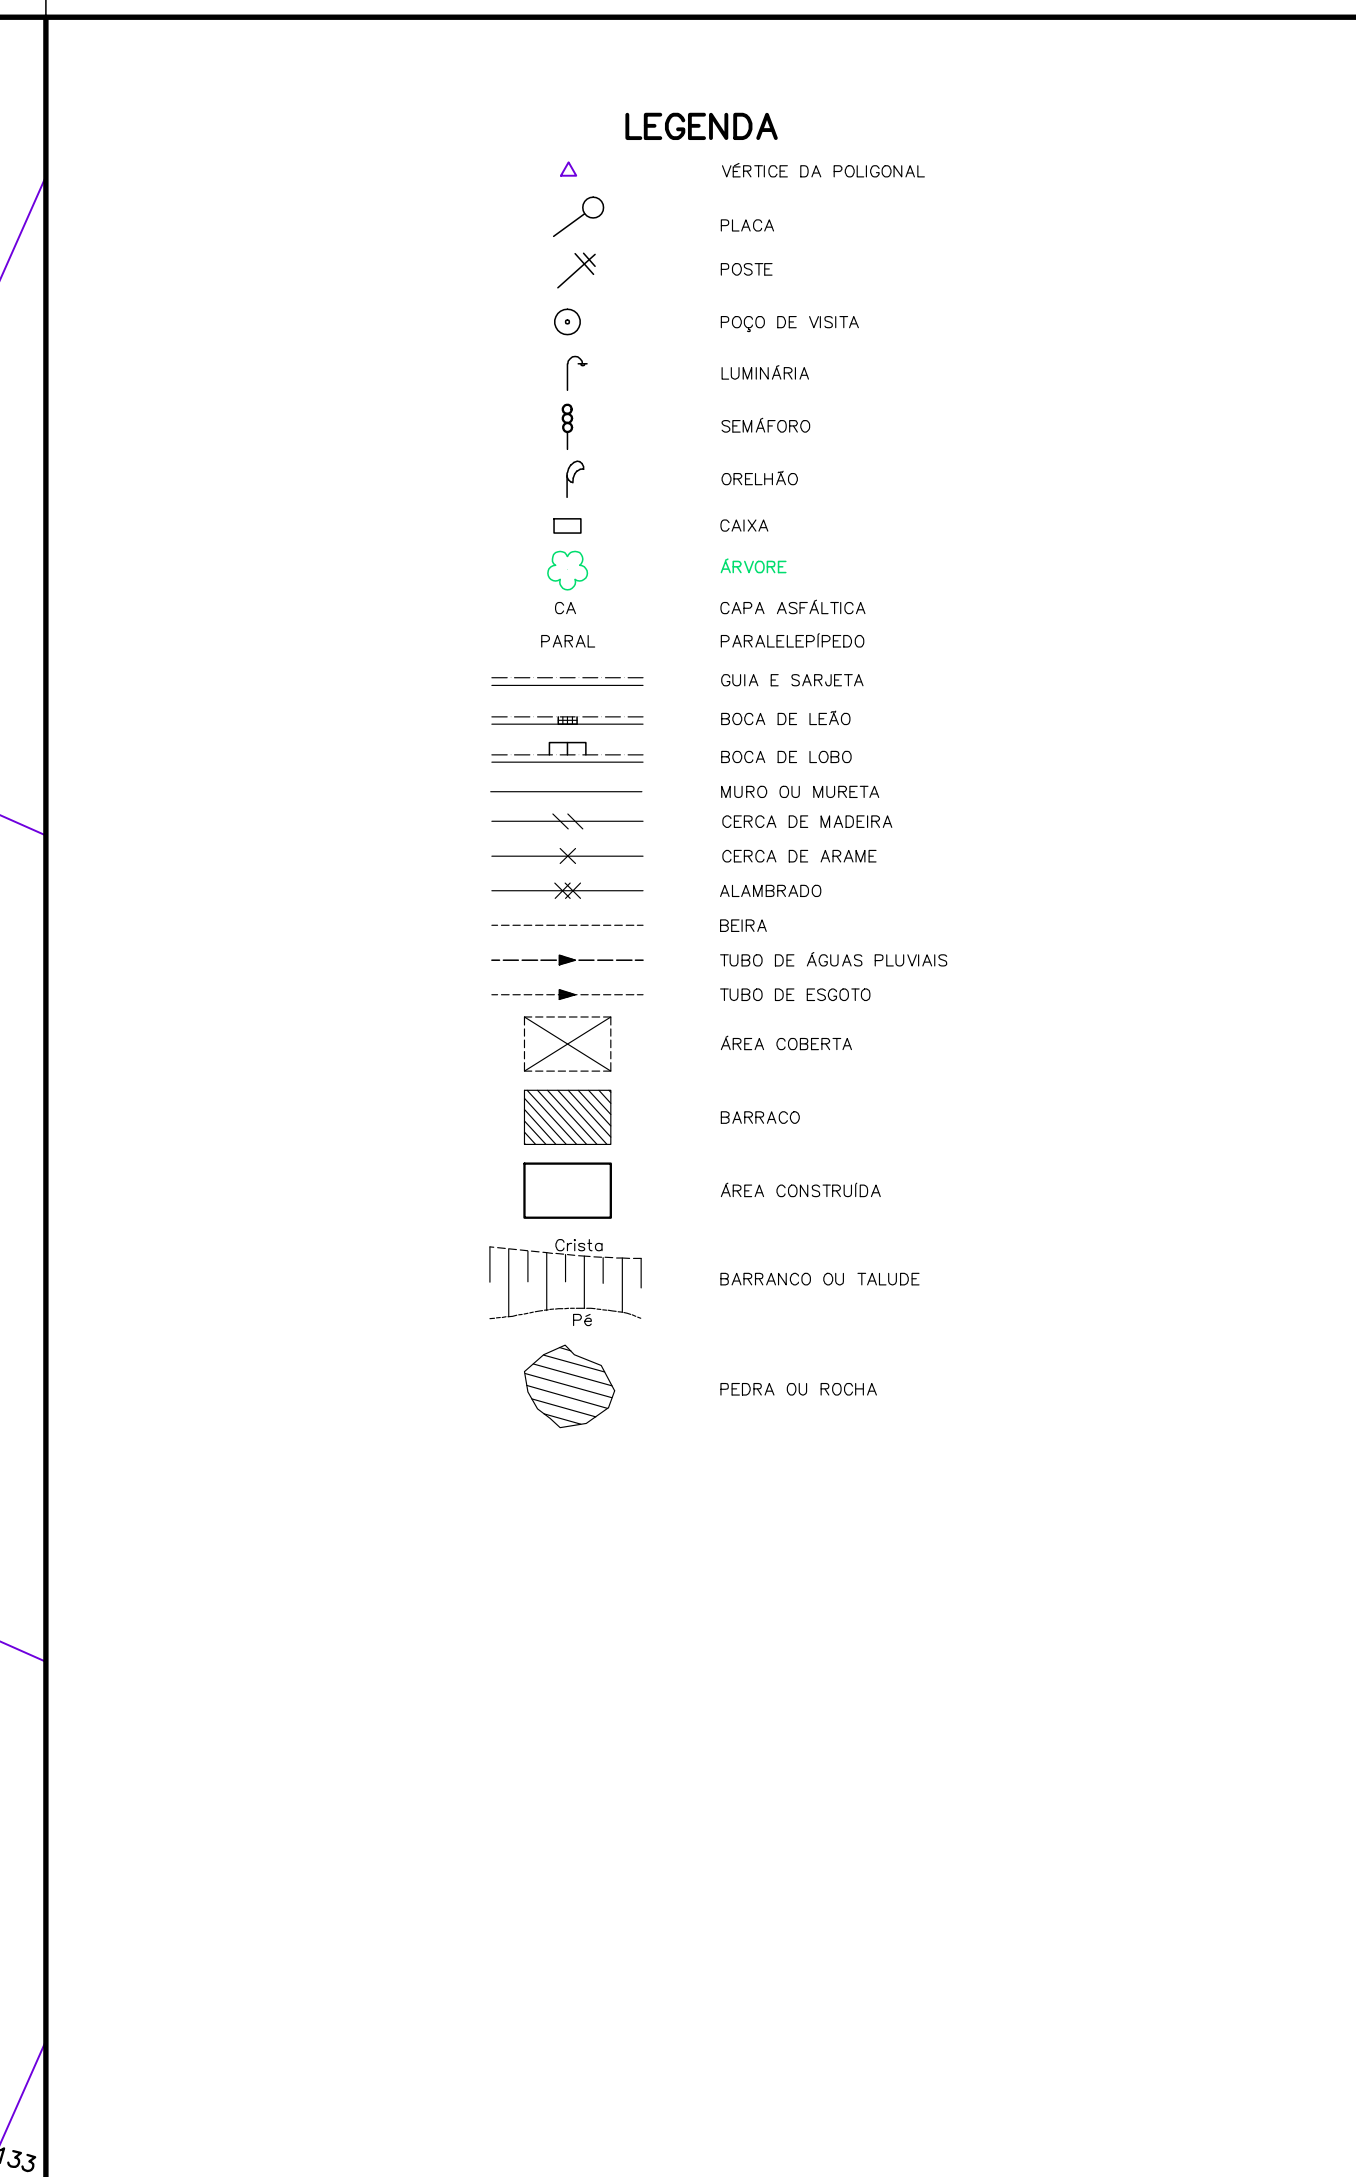 LEGENDA
VÉRTICE DA POLIGONAL
PLACA
POSTE
POÇO DE VISITA
LUMINÁRIA
SEMÁFORO
ORELHÃO
CAIXA
ÁRVORE
CA CAPA ASFÁLTICA
PARAL PARALELEPÍPEDO
GUIA E SARJETA
BOCA DE LEÃO
BOCA DE LOBO
MURO OU MURETA
CERCA DE MADEIRA
CERCA DE ARAME
ALAMBRADO
BEIRA
TUBO DE ÁGUAS PLUVIAIS
TUBO DE ESGOTO
ÁREA COBERTA
BARRACO
ÁREA CONSTRUÍDA
Crista
BARRANCO OU TALUDE
Pé
PEDRA OU ROCHA
133